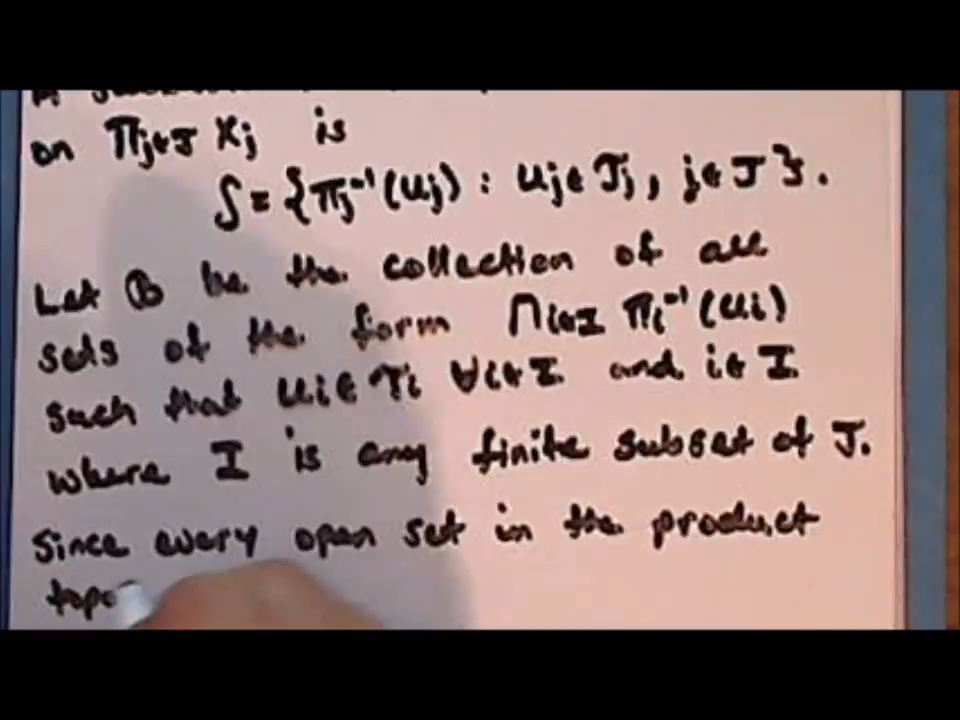 A
on Πj∈J Xj is
S = {πj⁻¹(Uj) : Uj ∈ Tj, j ∈ J}.
Let B be the collection of all
sets of the form ∩i∈I πi⁻¹(Ui)
such that Ui ∈ Ti ∀i∈I and i∈I
where I is any finite subset of J.
Since every open set in the product
topo